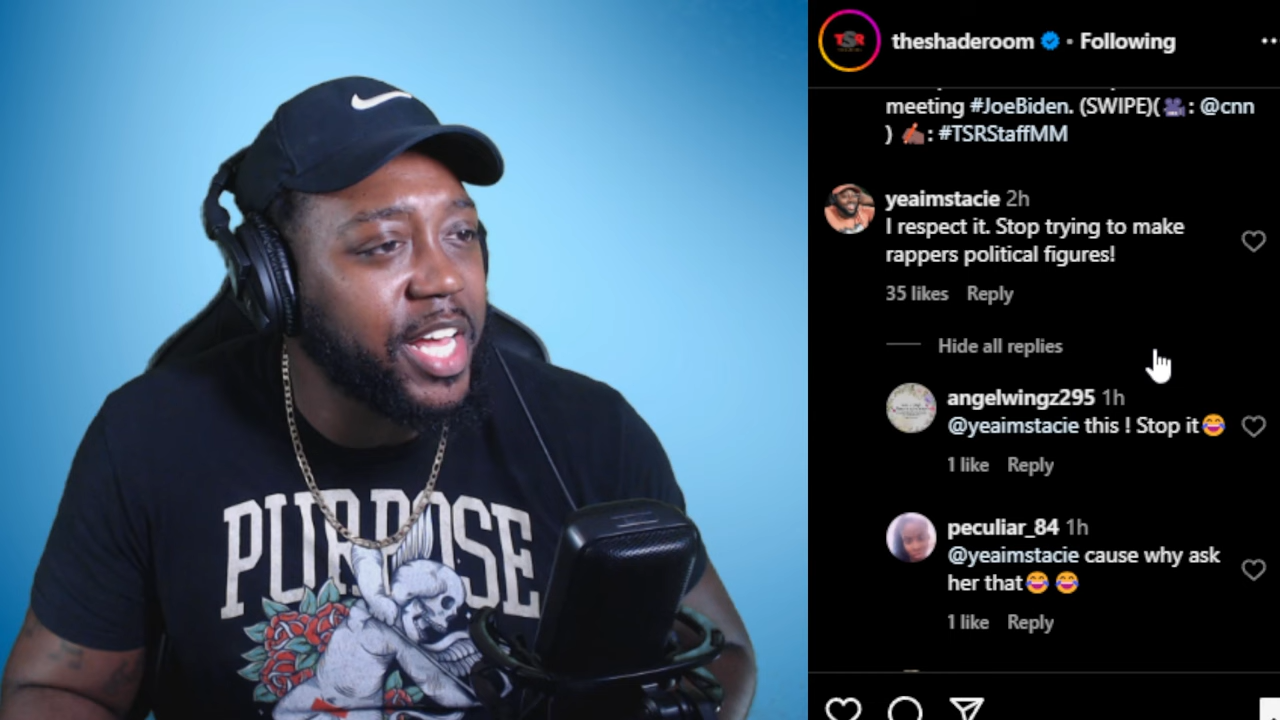 PURPOSE
TSR
theshaderoom • Following
meeting #JoeBiden. (SWIPE)(🎥: @cnn
) ✍🏾: #TSRStaffMM
yeaimstacie 2h
I respect it. Stop trying to make
rappers political figures!
35 likes Reply
Hide all replies
angelwingz295 1h
@yeaimstacie this ! Stop it😂
1 like Reply
peculiar_84 1h
@yeaimstacie cause why ask
her that😂 😂
1 like Reply